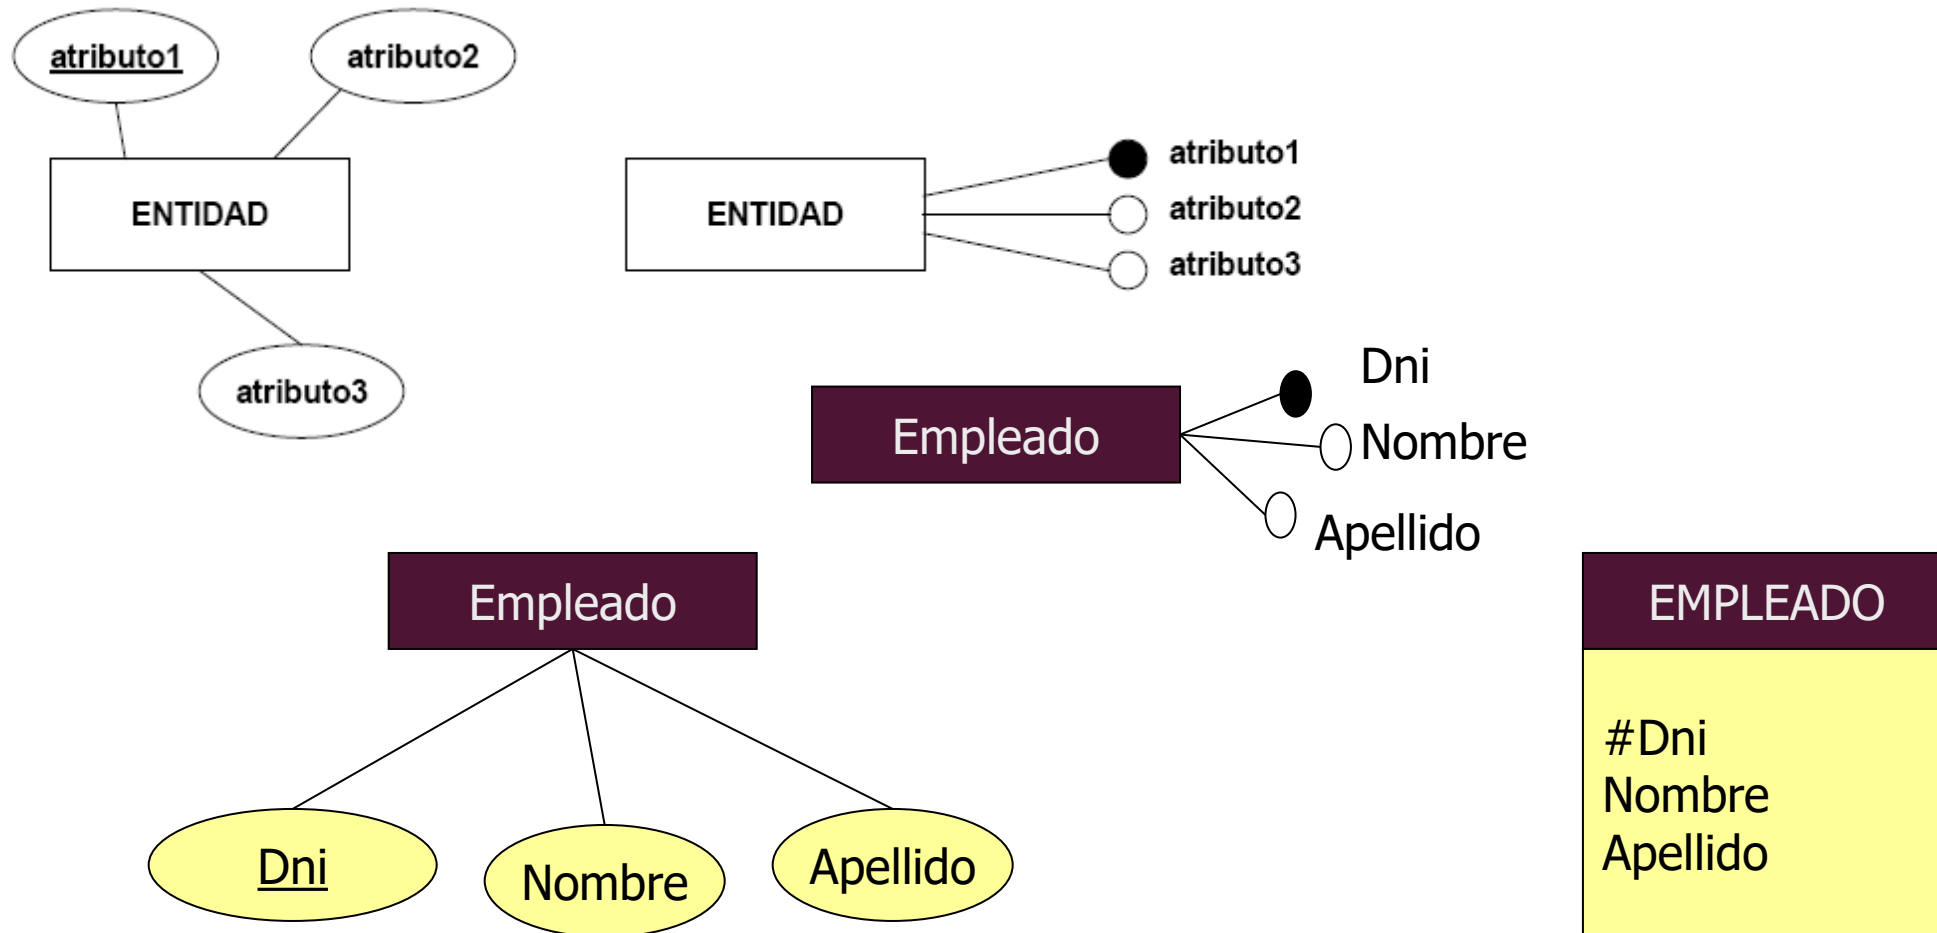 atributo1
atributo2
ENTIDAD
atributo3
ENTIDAD
atributo1
atributo2
atributo3
Empleado
Dni
Nombre
Apellido
Empleado
Dni
Nombre
Apellido
EMPLEADO
#Dni
Nombre
Apellido